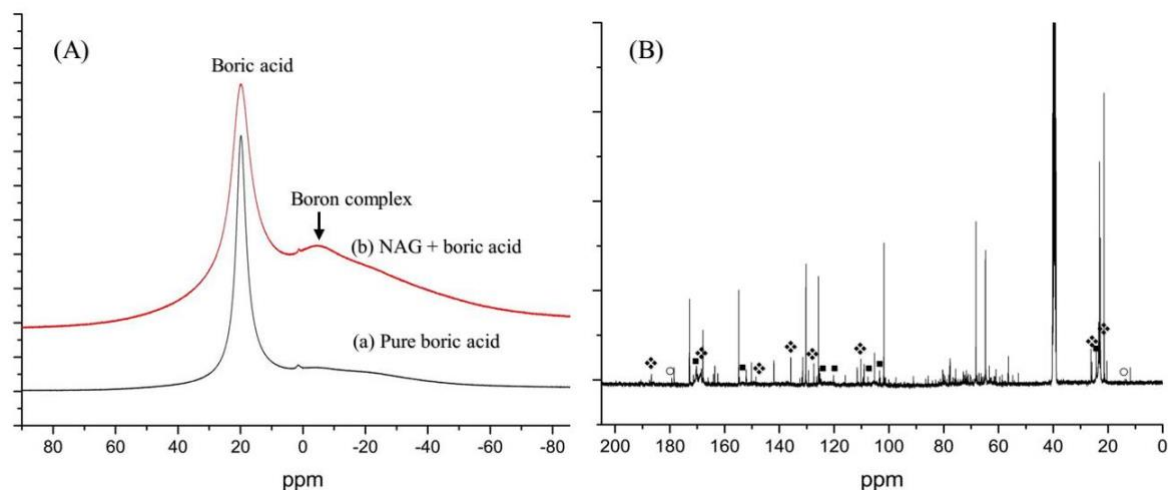 (A)
Boric acid
Boron complex
(b) NAG + boric acid
(a) Pure boric acid
80 60 40 20 0 -20 -40 -60 -80
ppm
(B)
200 180 160 140 120 100 80 60 40 20 0
ppm